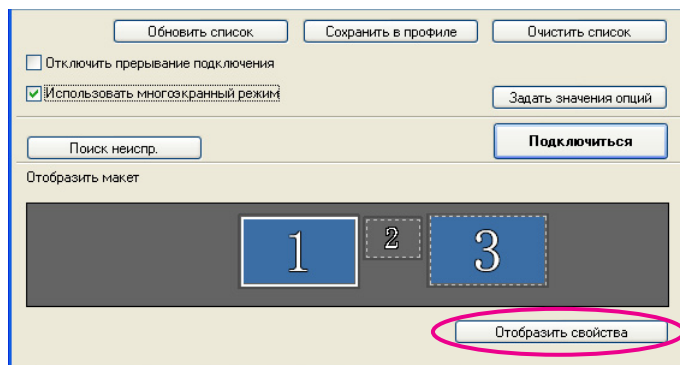 Обновить список Сохранить в профиле Очистить список
Отключить прерывание подключения
Использовать многоэкранный режим
Задать значения опций
Подключиться
Поиск неиспр.
Отобразить макет
1 2 3
Отобразить свойства